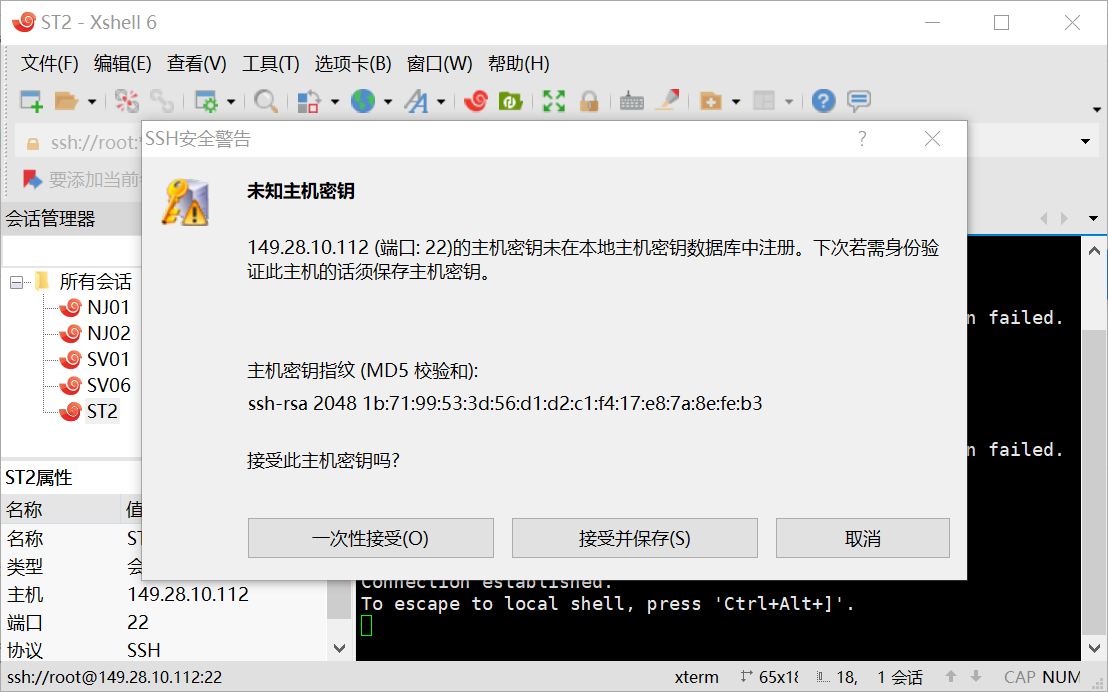 ST2 - Xshell 6
文件(F) 编辑(E) 查看(V) 工具(T) 选项卡(B) 窗口(W) 帮助(H)
ssh://root:
要添加当前
会话管理器
所有会话
NJ01
NJ02
SV01
SV06
ST2
ST2属性
名称 值
名称 ST
类型 会
主机 149.28.10.112
端口 22
协议 SSH
SSH安全警告
未知主机密钥
149.28.10.112 (端口: 22)的主机密钥未在本地主机密钥数据库中注册。下次若需身份验
证此主机的话须保存主机密钥。
主机密钥指纹 (MD5 校验和):
ssh-rsa 2048 1b:71:99:53:3d:56:d1:d2:c1:f4:17:e8:7a:8e:fe:b3
接受此主机密钥吗?
一次性接受(O) 接受并保存(S) 取消
n failed.
n failed.
Connection established.
To escape to local shell, press 'Ctrl+Alt+]'.
ssh://root@149.28.10.112:22 xterm 65x18 18, 1 会话 CAP NUM